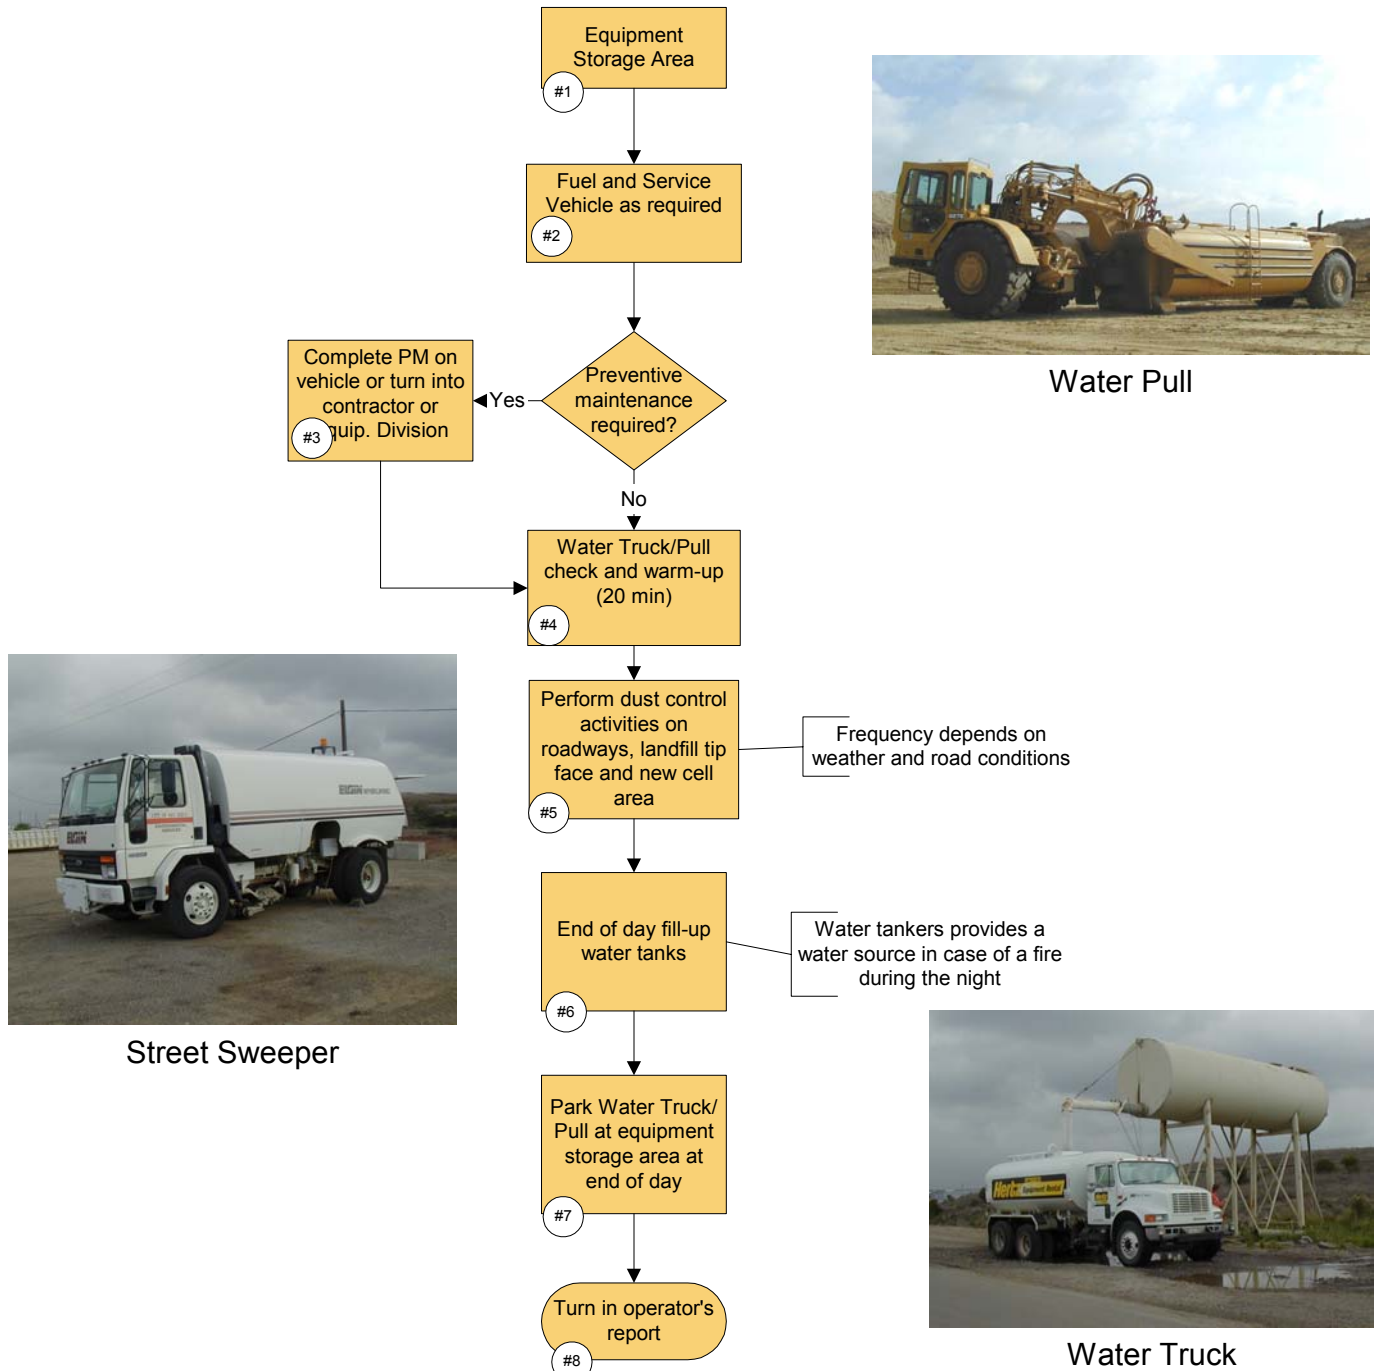 Equipment
Storage Area
#1
Fuel and Service
Vehicle as required
#2
Water Pull
Preventive
maintenance
required?
Yes
Complete PM on
vehicle or turn into
contractor or
quip. Division
#3
No
Water Truck/Pull
check and warm-up
(20 min)
#4
Perform dust control
activities on
roadways, landfill tip
face and new cell
area
#5
Frequency depends on
weather and road conditions
ELGIN
ELGIN
Street Sweeper
End of day fill-up
water tanks
#6
Water tankers provides a
water source in case of a fire
during the night
Park Water Truck/
Pull at equipment
storage area at
end of day
#7
Hertz
Equipment Rental
Water Truck
Turn in operator's
report
#8